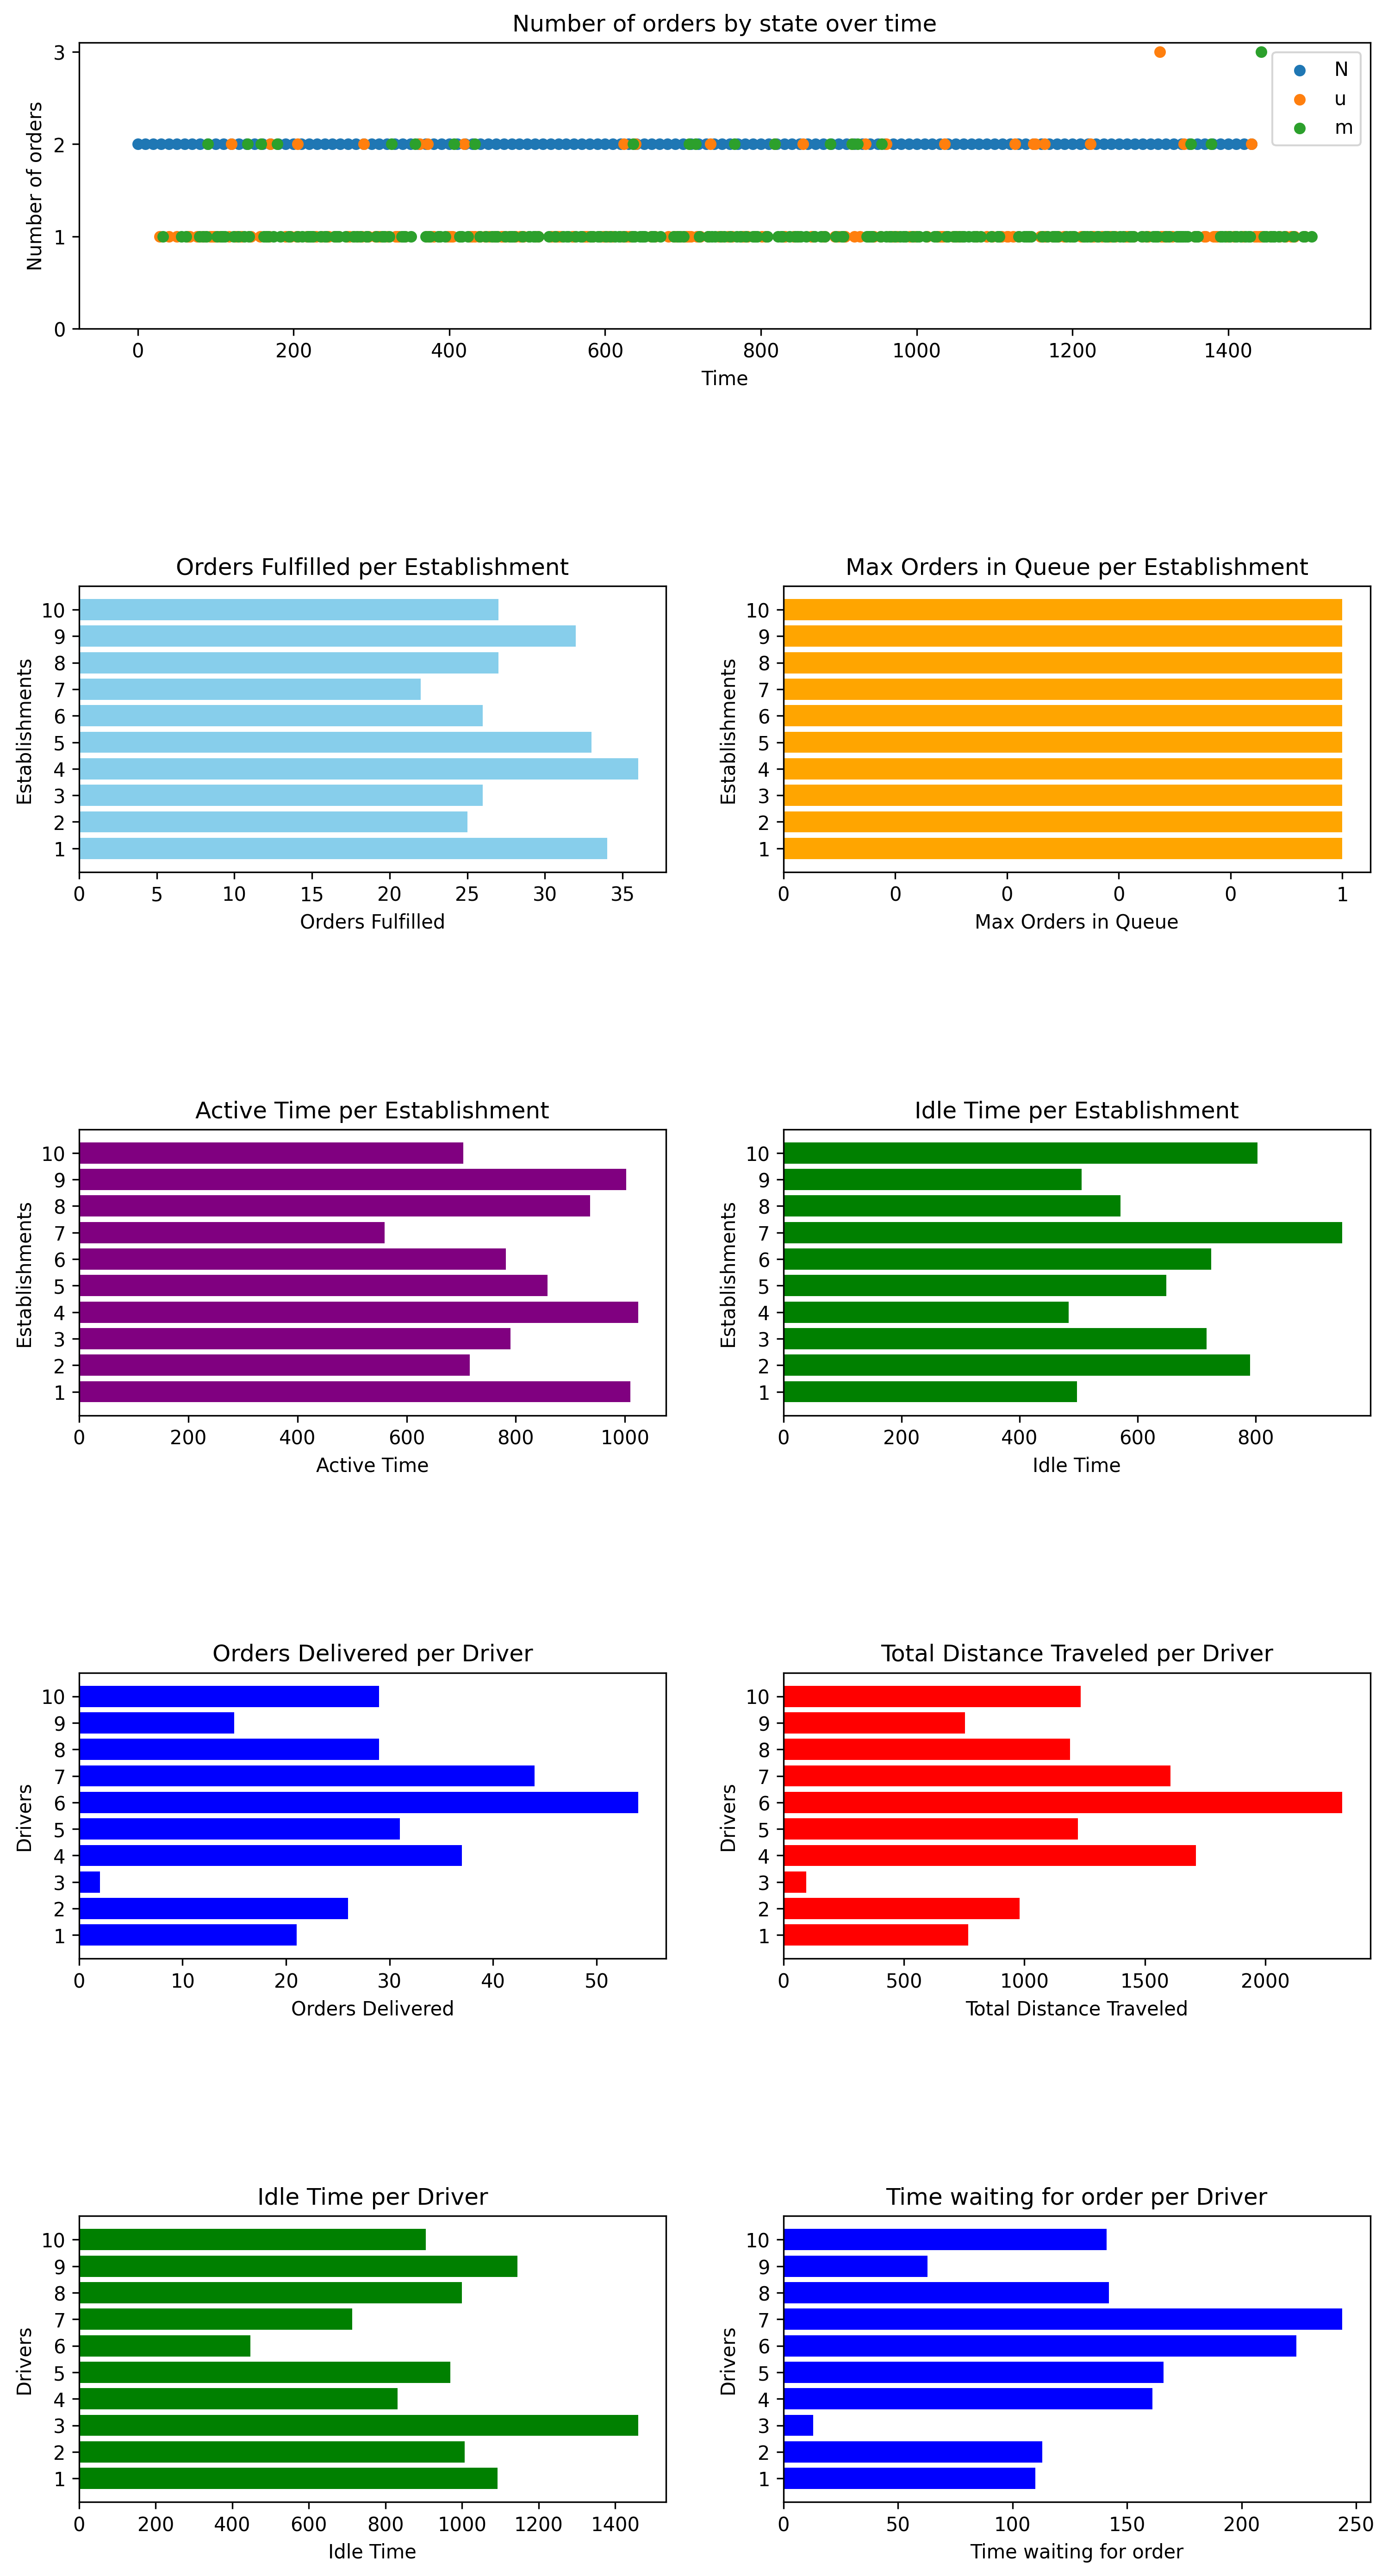 Number of orders by state over time
3
2
1
0
Number of orders
N
u
m
0 200 400 600 800 1000 1200 1400
Time
Orders Fulfilled per Establishment
10
9
8
7
6
5
4
3
2
1
Establishments
0 5 10 15 20 25 30 35
Orders Fulfilled
Max Orders in Queue per Establishment
10
9
8
7
6
5
4
3
2
1
Establishments
0 0 0 0 0 1
Max Orders in Queue
Active Time per Establishment
10
9
8
7
6
5
4
3
2
1
Establishments
0 200 400 600 800 1000
Active Time
Idle Time per Establishment
10
9
8
7
6
5
4
3
2
1
Establishments
0 200 400 600 800
Idle Time
Orders Delivered per Driver
10
9
8
7
6
5
4
3
2
1
Drivers
0 10 20 30 40 50
Orders Delivered
Total Distance Traveled per Driver
10
9
8
7
6
5
4
3
2
1
Drivers
0 500 1000 1500 2000
Total Distance Traveled
Idle Time per Driver
10
9
8
7
6
5
4
3
2
1
Drivers
0 200 400 600 800 1000 1200 1400
Idle Time
Time waiting for order per Driver
10
9
8
7
6
5
4
3
2
1
Drivers
0 50 100 150 200 250
Time waiting for order